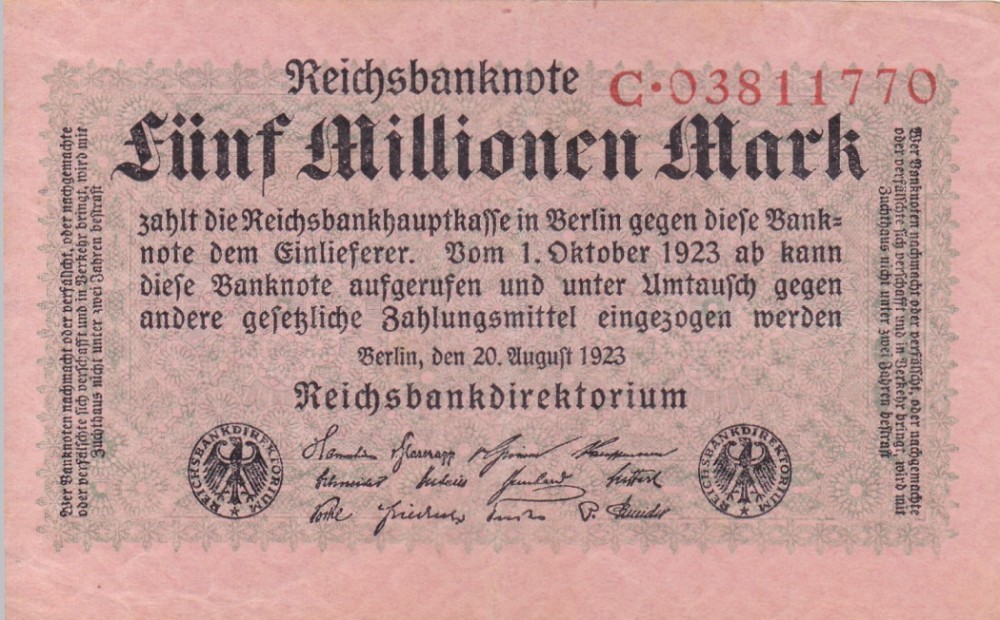 Reichsbanknote
C·03811770
Fünf Millionen Mark
zahlt die Reichsbankhauptkasse in Berlin gegen diese Bank=
note dem Einlieferer. Vom 1. Oktober 1923 ab kann
diese Banknote aufgerufen und unter Umtausch gegen
andere gesetzliche Zahlungsmittel eingezogen werden
Berlin, den 20. August 1923
Reichsbankdirektorium
Wer Banknoten nachmacht oder verfälscht, oder nachgemachte
oder verfälschte sich verschafft und in Verkehr bringt, wird mit
Zuchthaus nicht unter zwei Jahren bestraft
Wer Banknoten nachmacht oder verfälscht, oder nachgemachte
oder verfälschte sich verschafft und in Verkehr bringt, wird mit
Zuchthaus nicht unter zwei Jahren bestraft
REICHSBANKDIREKTORIUM
REICHSBANKDIREKTORIUM